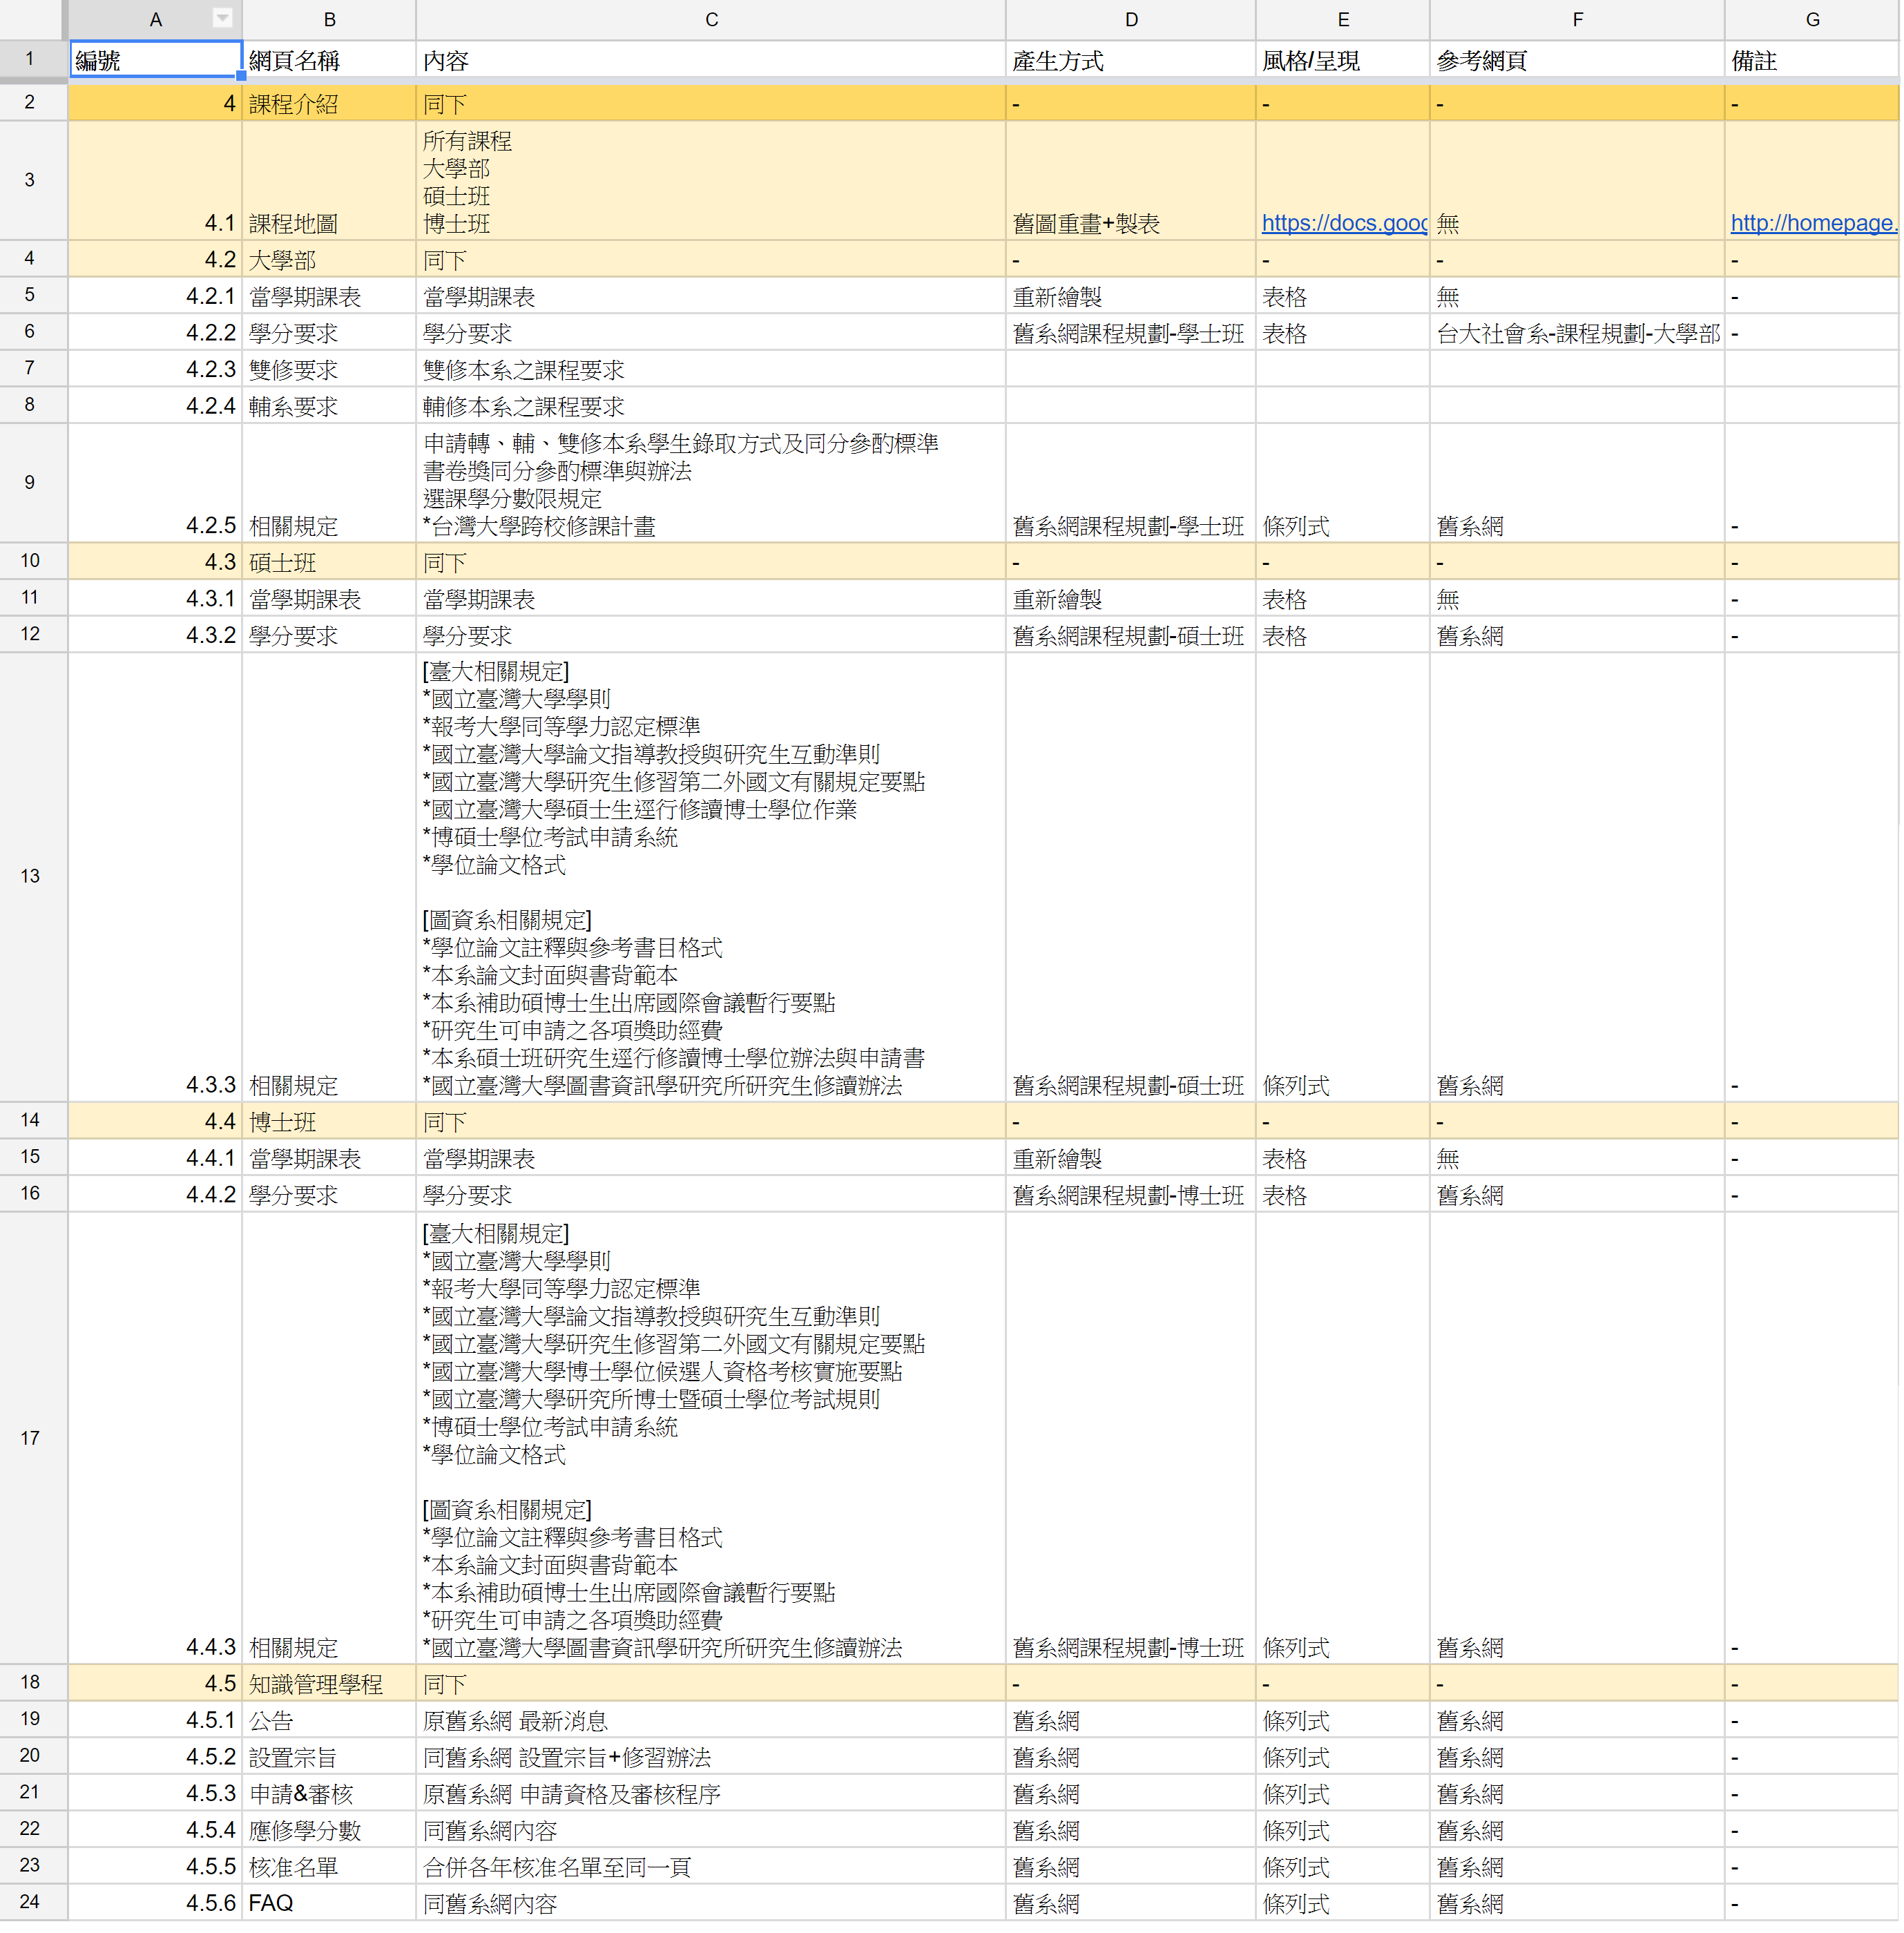 A B C D E F G
1 編號 網頁名稱 內容 產生方式 風格/呈現 參考網頁 備註
2 4 課程介紹 同下 - - - -
所有課程
大學部
碩士班
3 4.1 課程地圖 博士班 舊圖重畫+製表 https://docs.goog 無 http://homepage.
4 4.2 大學部 同下 - - - -
5 4.2.1 當學期課表 當學期課表 重新繪製 表格 無 -
6 4.2.2 學分要求 學分要求 舊系網課程規劃-學士班 表格 台大社會系-課程規劃-大學部 -
7 4.2.3 雙修要求 雙修本系之課程要求
8 4.2.4 輔系要求 輔修本系之課程要求
申請轉、輔、雙修本系學生錄取方式及同分參酌標準
書卷獎同分參酌標準與辦法
選課學分數限規定
9 4.2.5 相關規定 *台灣大學跨校修課計畫 舊系網課程規劃-學士班 條列式 舊系網 -
10 4.3 碩士班 同下 - - - -
11 4.3.1 當學期課表 當學期課表 重新繪製 表格 無 -
12 4.3.2 學分要求 學分要求 舊系網課程規劃-碩士班 表格 舊系網 -
[臺大相關規定]
*國立臺灣大學學則
*報考大學同等學力認定標準
*國立臺灣大學論文指導教授與研究生互動準則
*國立臺灣大學研究生修習第二外國文有關規定要點
*國立臺灣大學碩士生逕行修讀博士學位作業
*博碩士學位考試申請系統
*學位論文格式
[圖資系相關規定]
*學位論文註釋與參考書目格式
*本系論文封面與書背範本
*本系補助碩博士生出席國際會議暫行要點
*研究生可申請之各項獎助經費
*本系碩士班研究生逕行修讀博士學位辦法與申請書
13 4.3.3 相關規定 *國立臺灣大學圖書資訊學研究所研究生修讀辦法 舊系網課程規劃-碩士班 條列式 舊系網 -
14 4.4 博士班 同下 - - - -
15 4.4.1 當學期課表 當學期課表 重新繪製 表格 無 -
16 4.4.2 學分要求 學分要求 舊系網課程規劃-博士班 表格 舊系網 -
[臺大相關規定]
*國立臺灣大學學則
*報考大學同等學力認定標準
*國立臺灣大學論文指導教授與研究生互動準則
*國立臺灣大學研究生修習第二外國文有關規定要點
*國立臺灣大學博士學位候選人資格考核實施要點
*國立臺灣大學研究所博士暨碩士學位考試規則
*博碩士學位考試申請系統
*學位論文格式
[圖資系相關規定]
*學位論文註釋與參考書目格式
*本系論文封面與書背範本
*本系補助碩博士生出席國際會議暫行要點
*研究生可申請之各項獎助經費
17 4.4.3 相關規定 *國立臺灣大學圖書資訊學研究所研究生修讀辦法 舊系網課程規劃-博士班 條列式 舊系網 -
18 4.5 知識管理學程 同下 - - - -
19 4.5.1 公告 原舊系網 最新消息 舊系網 條列式 舊系網 -
20 4.5.2 設置宗旨 同舊系網 設置宗旨+修習辦法 舊系網 條列式 舊系網 -
21 4.5.3 申請&審核 原舊系網 申請資格及審核程序 舊系網 條列式 舊系網 -
22 4.5.4 應修學分數 同舊系網內容 舊系網 條列式 舊系網 -
23 4.5.5 核准名單 合併各年核准名單至同一頁 舊系網 條列式 舊系網 -
24 4.5.6 FAQ 同舊系網內容 舊系網 條列式 舊系網 -